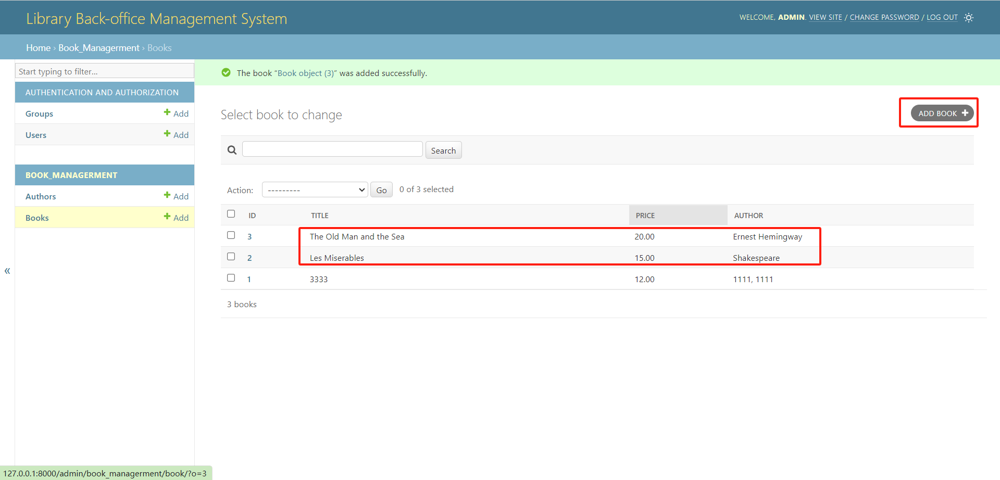 Library Back-office Management System
WELCOME, ADMIN. VIEW SITE / CHANGE PASSWORD / LOG OUT
Home › Book_Managerment › Books
Start typing to filter...
AUTHENTICATION AND AUTHORIZATION
Groups + Add
Users + Add
BOOK_MANAGERMENT
Authors + Add
Books + Add
«
The book “Book object (3)” was added successfully.
Select book to change
ADD BOOK +
Search
Action: --------- Go 0 of 3 selected
ID TITLE PRICE AUTHOR
3 The Old Man and the Sea 20.00 Ernest Hemingway
2 Les Miserables 15.00 Shakespeare
1 3333 12.00 1111, 1111
3 books
127.0.0.1:8000/admin/book_managerment/book/?o=3